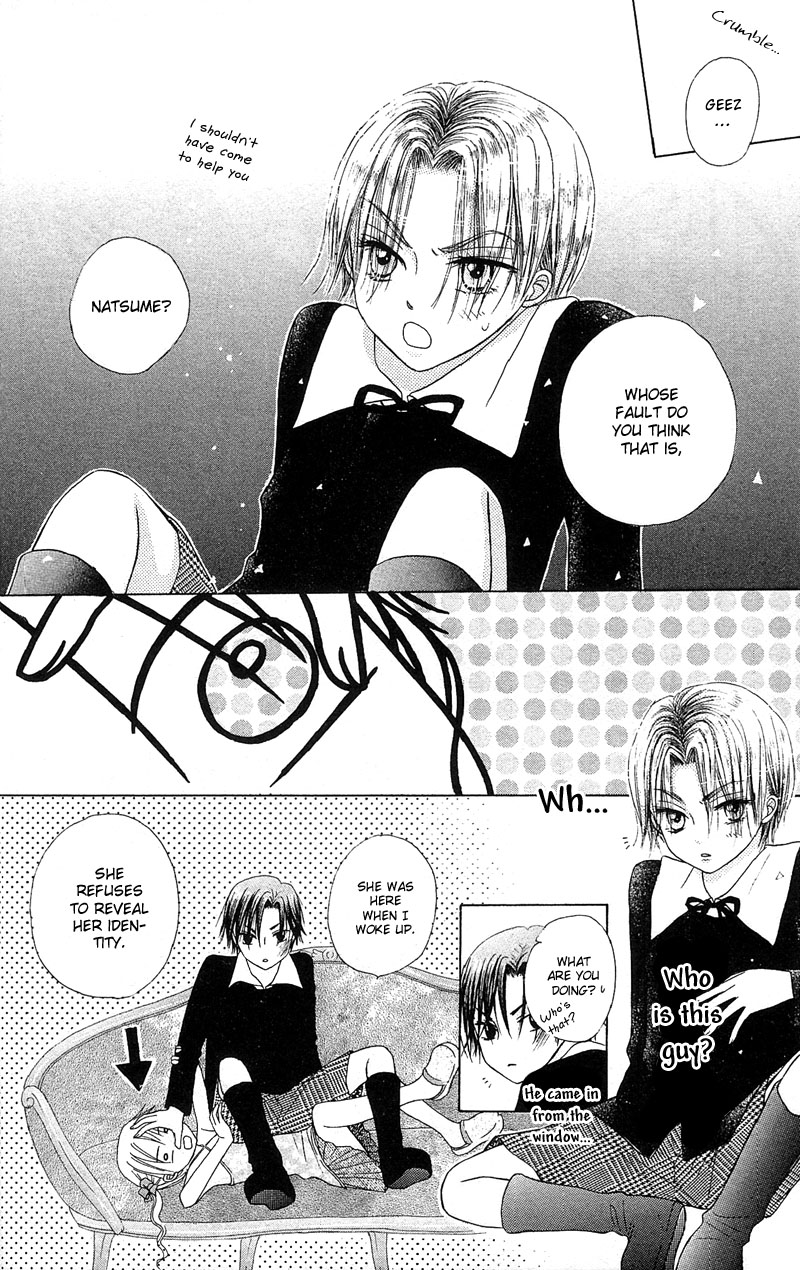 Crumble...
GEEZ
...
I shouldn't
have come
to help you
WHOSE
FAULT DO
YOU THINK
THAT IS,
NATSUME?
Wh...
Who
is this
guy?
WHAT
ARE YOU
DOING?
Who's
that?
He came in
from the
window...
SHE WAS
HERE
WHEN I
WOKE UP.
SHE
REFUSES
TO REVEAL
HER IDEN-
TITY.